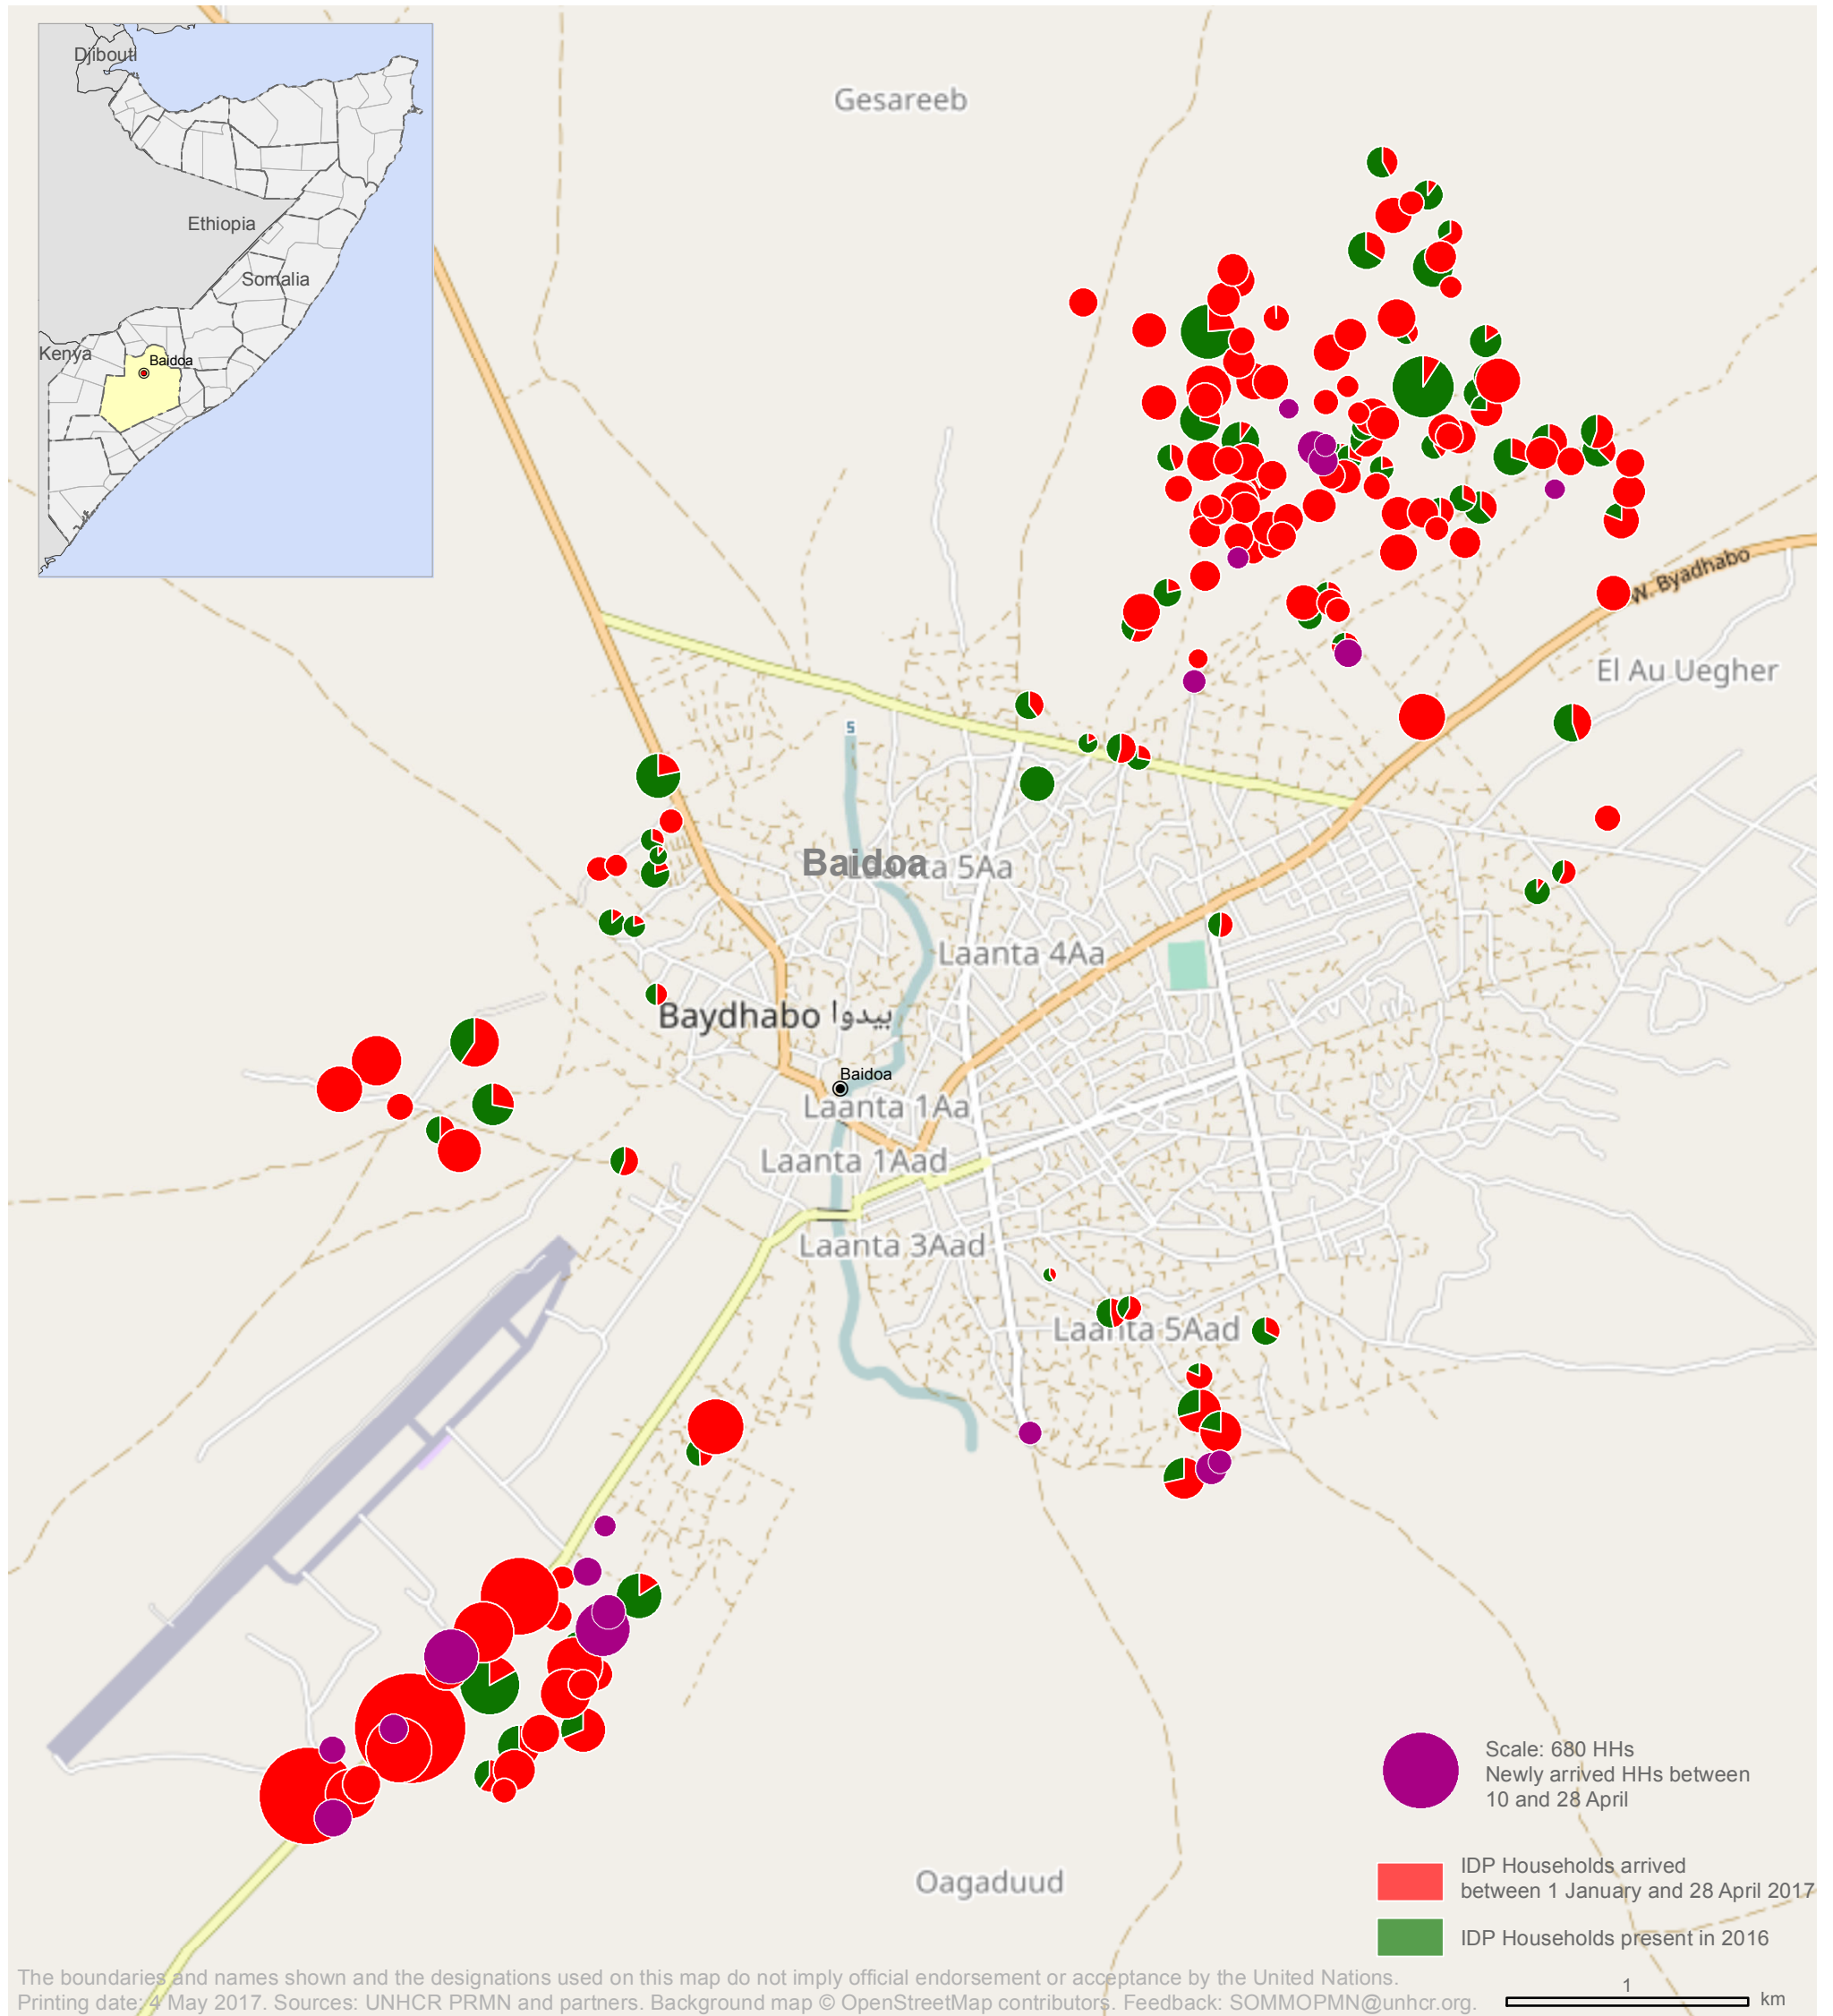 Djibouti
Ethiopia
Somalia
Kenya
Baidoa
Gesareeb
W. Byadhabo
El Au Uegher
5
Baidoa
Laanta 5Aa
Laanta 4Aa
Baydhabo بيدوا
Baidoa
Laanta 1Aa
Laanta 1Aad
Laanta 3Aad
Laanta 5Aad
Oagaduud
Scale: 680 HHs
Newly arrived HHs between
10 and 28 April
IDP Households arrived
between 1 January and 28 April 2017
IDP Households present in 2016
The boundaries and names shown and the designations used on this map do not imply official endorsement or acceptance by the United Nations.
Printing date: 4 May 2017. Sources: UNHCR PRMN and partners. Background map © OpenStreetMap contributors. Feedback: SOMMOPMN@unhcr.org.
1
km